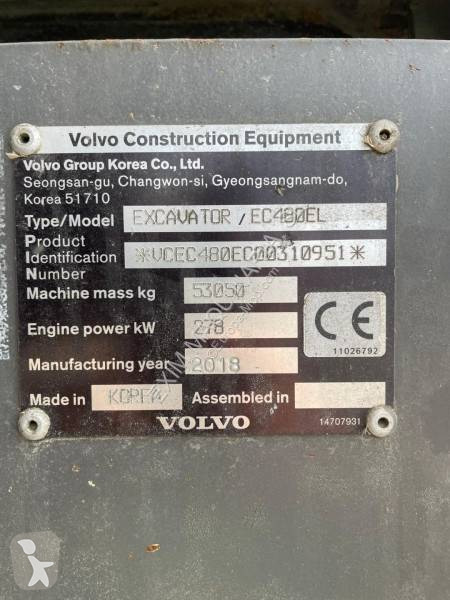 Volvo Construction Equipment
Volvo Group Korea Co., Ltd.
Seongsan-gu, Changwon-si, Gyeongsangnam-do,
Korea 51710
Type/Model EXCAVATOR / EC480EL
Product
Identification *VCEC480EC00310951*
Number
Machine mass kg 53050
Engine power kW 278
CE
11026792
Manufacturing year 2018
Made in KOREA Assembled in
VOLVO 14707931